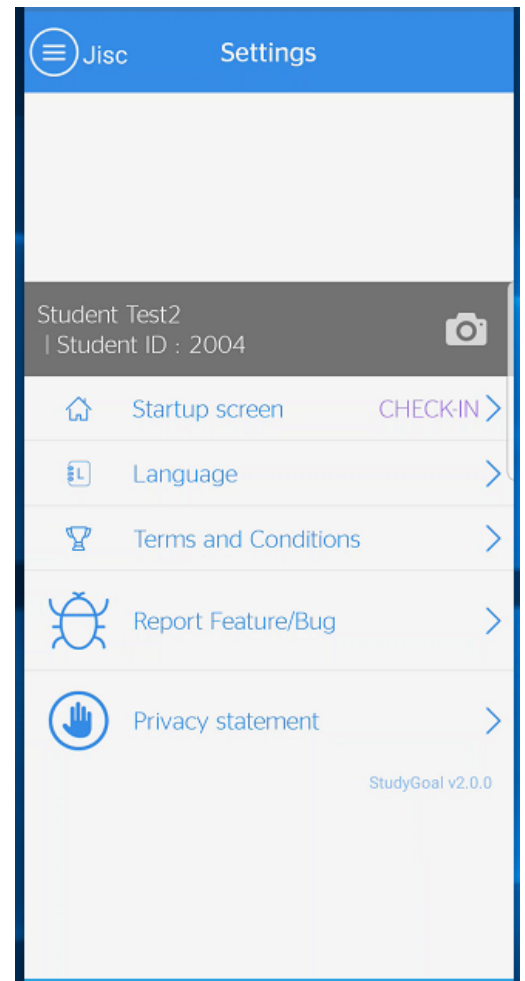 Jisc Settings
Student Test2
| Student ID : 2004
Startup screen CHECK-IN
L Language
Terms and Conditions
Report Feature/Bug
Privacy statement
StudyGoal v2.0.0